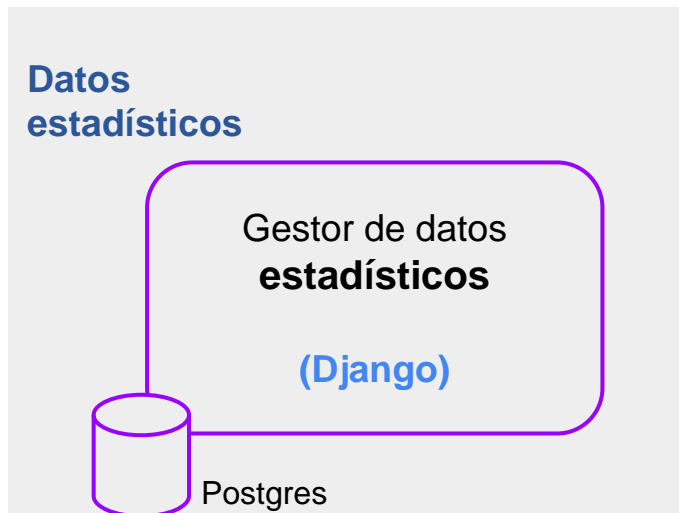 Datos
estadísticos
Gestor de datos
estadísticos
(Django)
Postgres